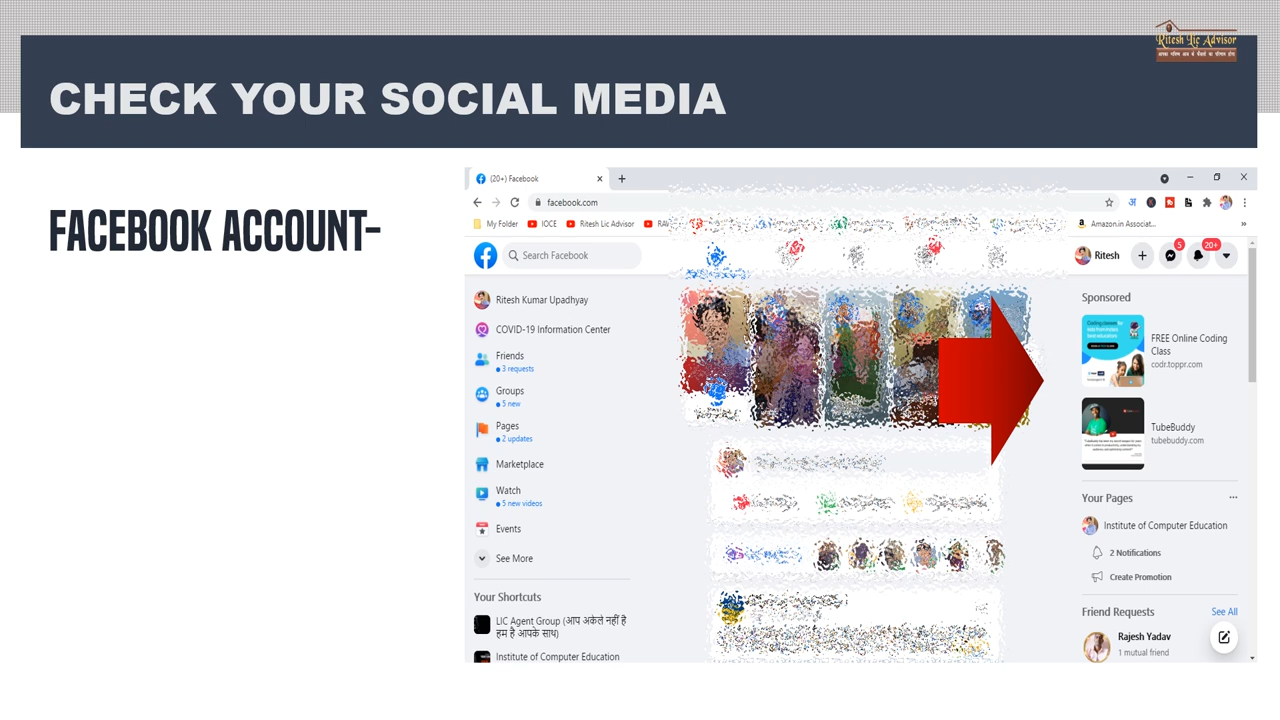 Ritesh Lic Advisor
CHECK YOUR SOCIAL MEDIA
FACEBOOK ACCOUNT-
(20+) Facebook
facebook.com
My Folder
IOCE
Ritesh Lic Advisor
Amazon.in Associat...
Search Facebook
Ritesh
5
20+
Ritesh Kumar Upadhyay
COVID-19 Information Center
Friends
3 requests
Groups
5 new
Pages
2 updates
Marketplace
Watch
5 new videos
Events
See More
Your Shortcuts
LIC Agent Group (आप अकेले नहीं है
हम है आपके साथ)
Institute of Computer Education
Sponsored
FREE Online Coding
Class
codr.toppr.com
TubeBuddy
tubebuddy.com
Your Pages
Institute of Computer Education
2 Notifications
Create Promotion
Friend Requests
See All
Rajesh Yadav
1 mutual friend